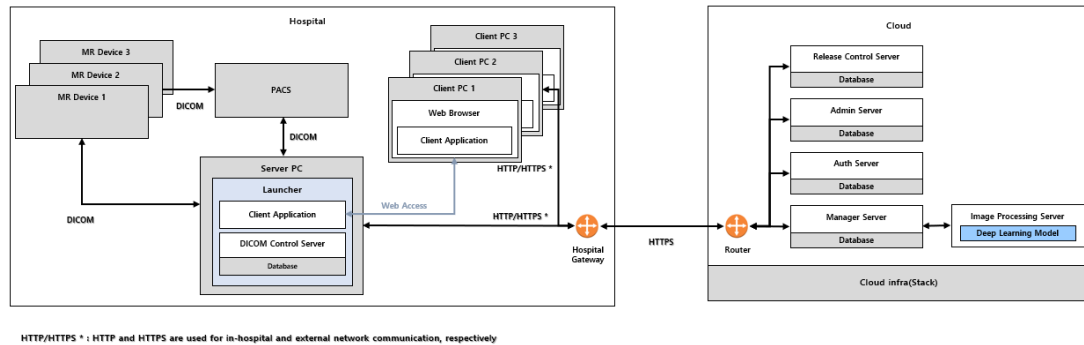 Hospital
MR Device 3
MR Device 2
MR Device 1
DICOM
PACS
DICOM
DICOM
Client PC 3
Client PC 2
Client PC 1
Web Browser
Client Application
HTTP/HTTPS *
Server PC
Launcher
Client Application
DICOM Control Server
Database
Web Access
HTTP/HTTPS *
Hospital
Gateway
HTTPS
Cloud
Router
Release Control Server
Database
Admin Server
Database
Auth Server
Database
Manager Server
Database
Image Processing Server
Deep Learning Model
Cloud infra(Stack)
HTTP/HTTPS * : HTTP and HTTPS are used for in-hospital and external network communication, respectively